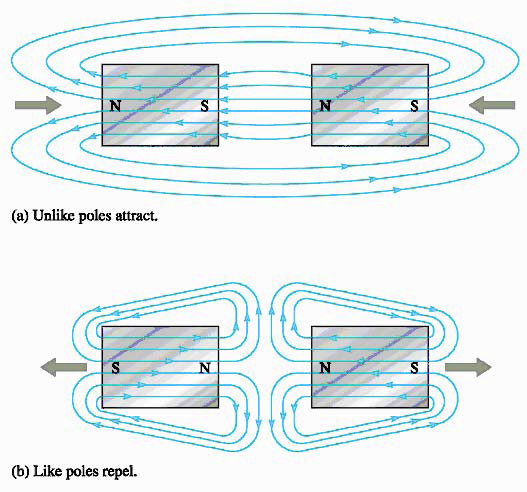 N S N S
(a) Unlike poles attract.
S N N S
(b) Like poles repel.